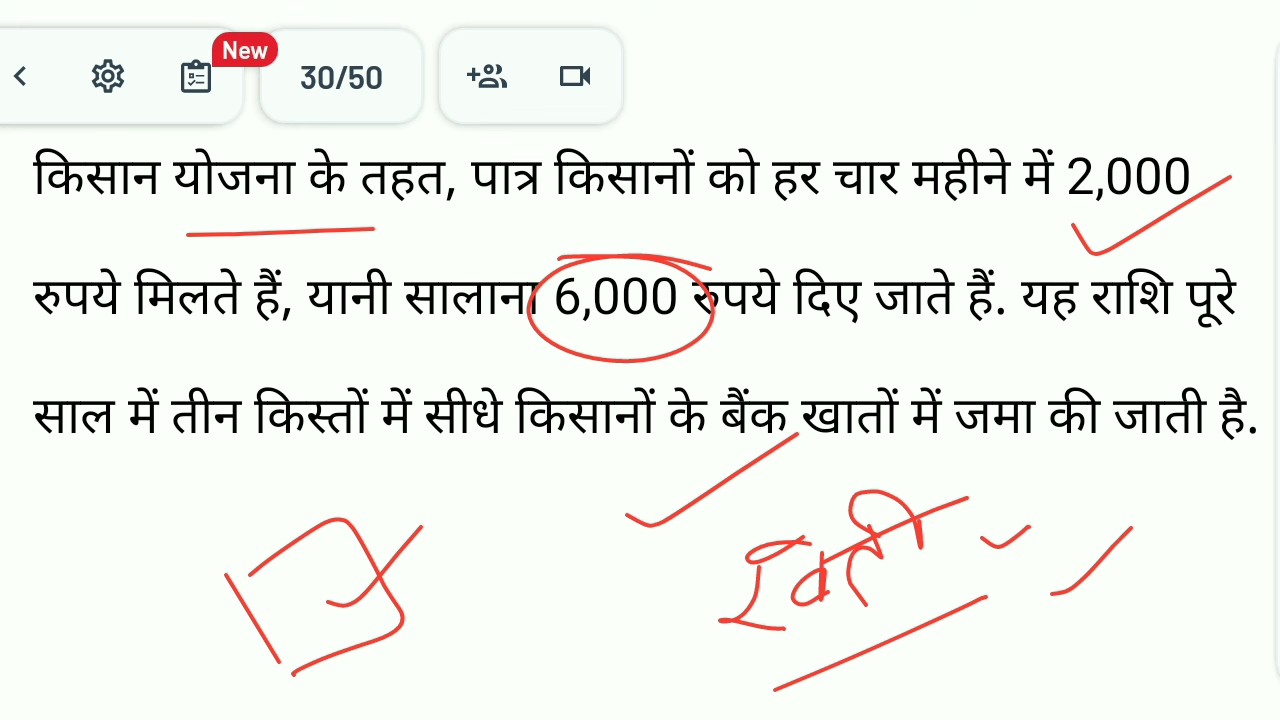 New
30/50
किसान योजना के तहत, पात्र किसानों को हर चार महीने में 2,000
रुपये मिलते हैं, यानी सालाना 6,000 रुपये दिए जाते हैं. यह राशि पूरे
साल में तीन किस्तों में सीधे किसानों के बैंक खातों में जमा की जाती है.